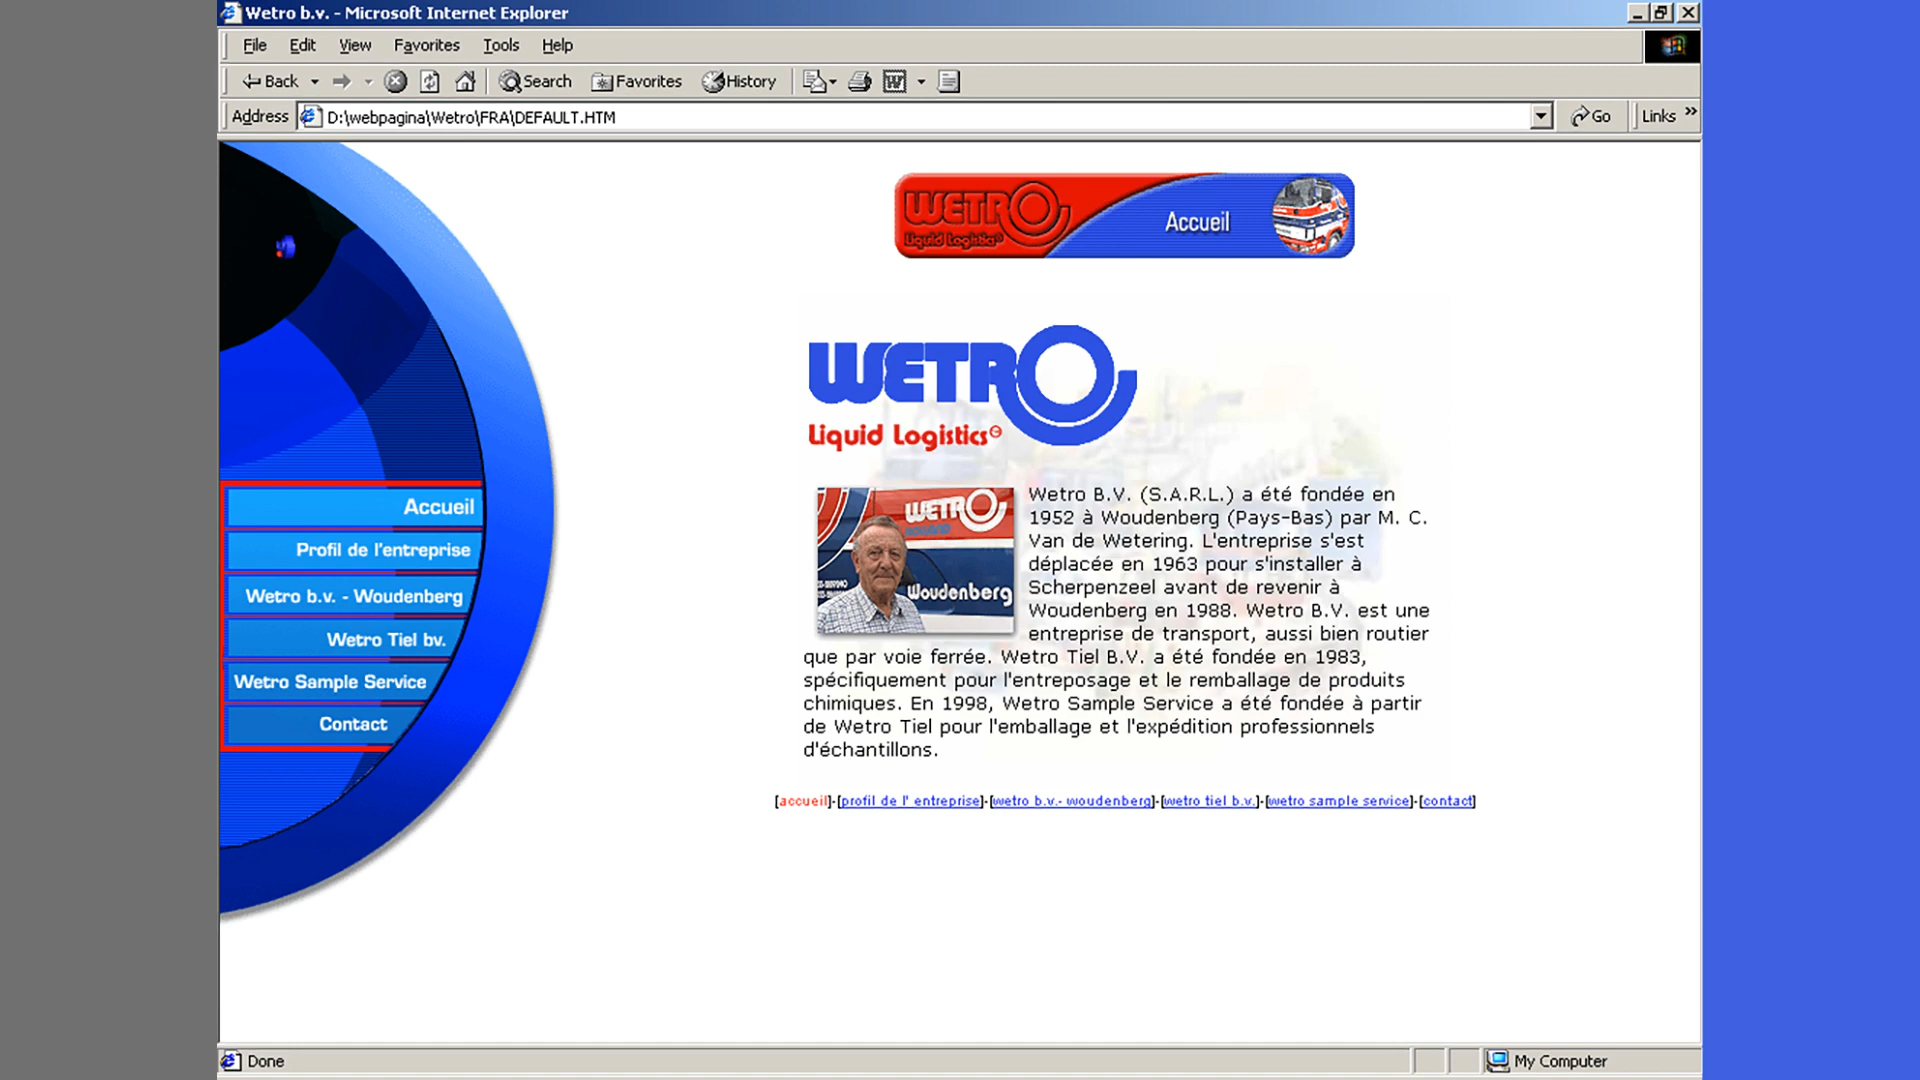 Wetro b.v. - Microsoft Internet Explorer
File Edit View Favorites Tools Help
Back Search Favorites History
Address D:\webpagina\Wetro\FRA\DEFAULT.HTM Go Links »
WETRO
Liquid Logistics
Accueil
WETRO
Liquid Logistics
Accueil
Profil de l'entreprise
Wetro b.v. - Woudenberg
Wetro Tiel bv.
Wetro Sample Service
Contact
WETRO
Woudenberg
Wetro B.V. (S.A.R.L.) a été fondée en
1952 à Woudenberg (Pays-Bas) par M. C.
Van de Wetering. L'entreprise s'est
déplacée en 1963 pour s'installer à
Scherpenzeel avant de revenir à
Woudenberg en 1988. Wetro B.V. est une
entreprise de transport, aussi bien routier
que par voie ferrée. Wetro Tiel B.V. a été fondée en 1983,
spécifiquement pour l'entreposage et le remballage de produits
chimiques. En 1998, Wetro Sample Service a été fondée à partir
de Wetro Tiel pour l'emballage et l'expédition professionnels
d'échantillons.
[accueil]-[profil de l' entreprise]-[wetro b.v.- woudenberg]-[wetro tiel b.v.]-[wetro sample service]-[contact]
Done My Computer